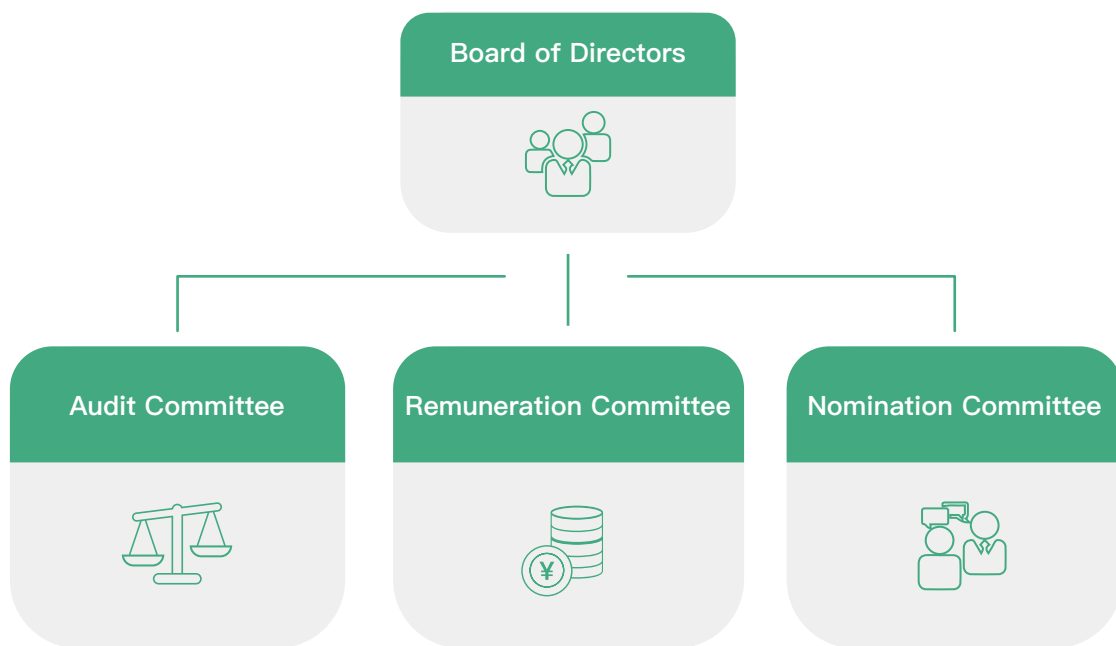 Board of Directors
Audit Committee
Remuneration Committee
Nomination Committee
¥